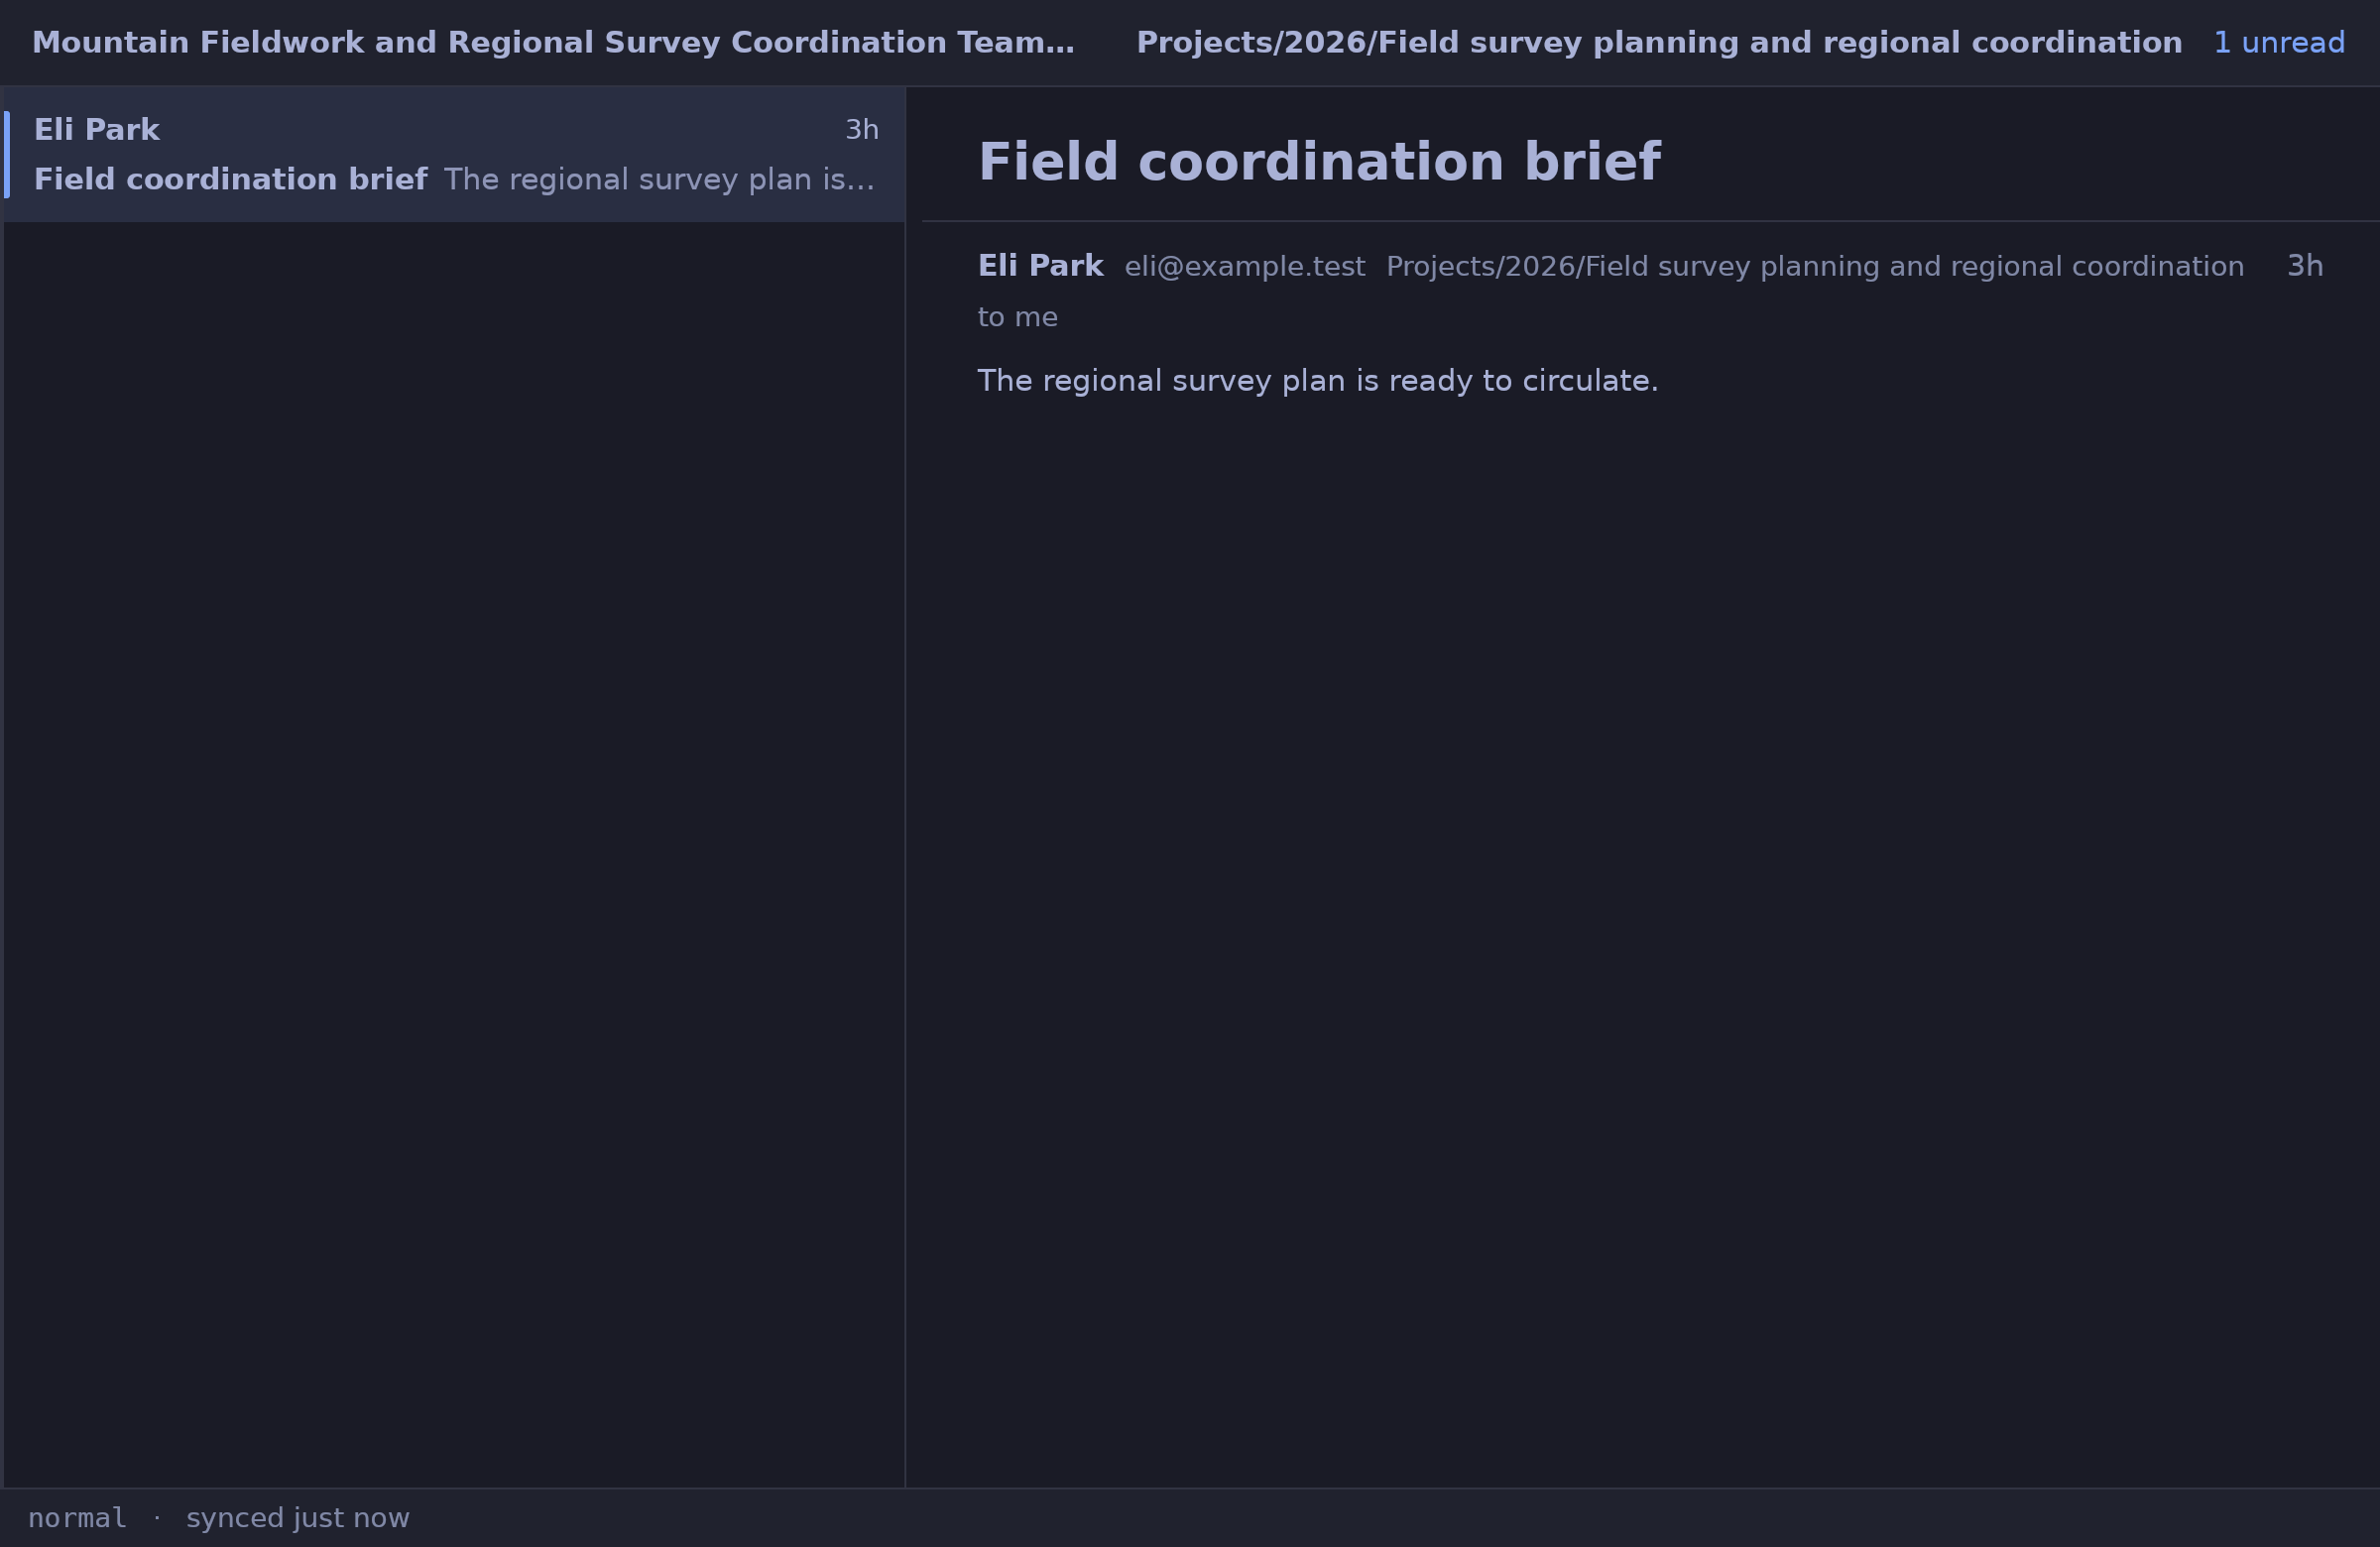 Mountain Fieldwork and Regional Survey Coordination Team… Projects/2026/Field survey planning and regional coordination 1 unread
Eli Park 3h
Field coordination brief The regional survey plan is…
Field coordination brief
Eli Park eli@example.test Projects/2026/Field survey planning and regional coordination 3h
to me
The regional survey plan is ready to circulate.
normal · synced just now